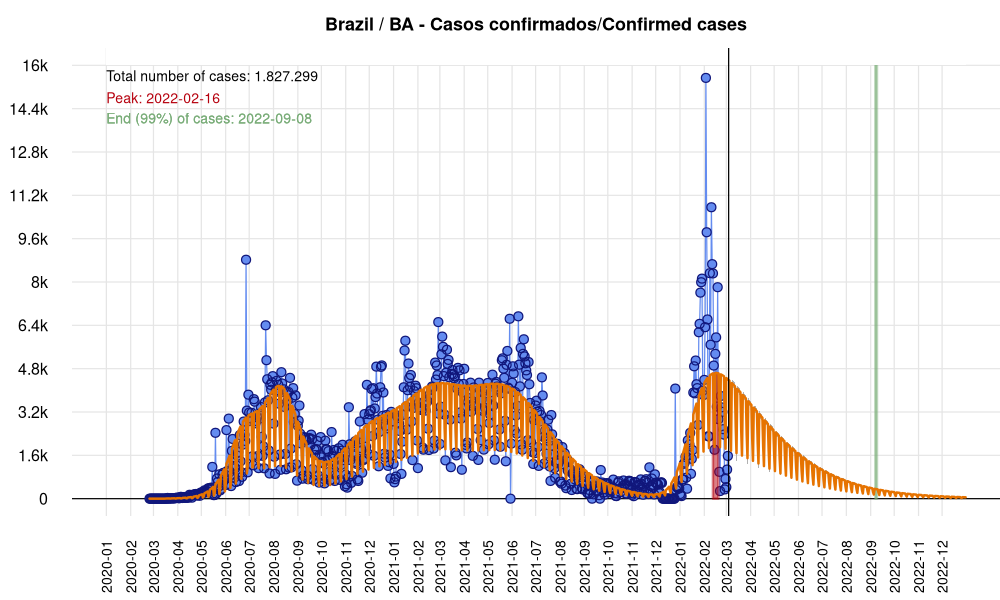 Brazil / BA - Casos confirmados/Confirmed cases
16k
14.4k
12.8k
11.2k
9.6k
8k
6.4k
4.8k
3.2k
1.6k
0
Total number of cases: 1.827.299
Peak: 2022-02-16
End (99%) of cases: 2022-09-08
2020-01
2020-02
2020-03
2020-04
2020-05
2020-06
2020-07
2020-08
2020-09
2020-10
2020-11
2020-12
2021-01
2021-02
2021-03
2021-04
2021-05
2021-06
2021-07
2021-08
2021-09
2021-10
2021-11
2021-12
2022-01
2022-02
2022-03
2022-04
2022-05
2022-06
2022-07
2022-08
2022-09
2022-10
2022-11
2022-12